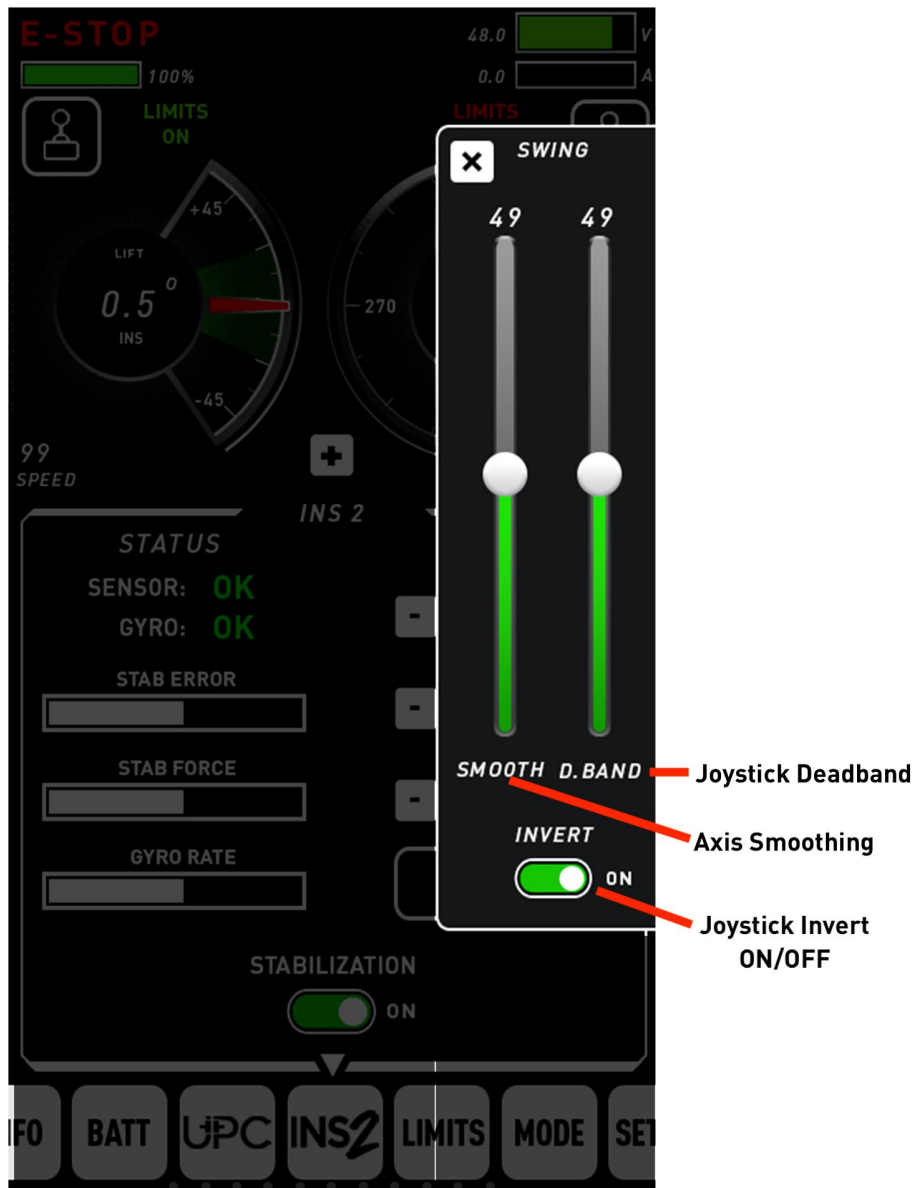 E-STOP
48.0 V
100%
0.0 A
LIMITS
ON
LIMITS
SWING
49 49
+45
LIFT
0.5°
INS
270
-45
99
SPEED
INS 2
STATUS
SENSOR: OK
GYRO: OK
STAB ERROR
STAB FORCE
GYRO RATE
SMOOTH D.BAND
Joystick Deadband
Axis Smoothing
INVERT
ON
Joystick Invert
ON/OFF
STABILIZATION
ON
FO BATT UPC INS2 LIMITS MODE SET